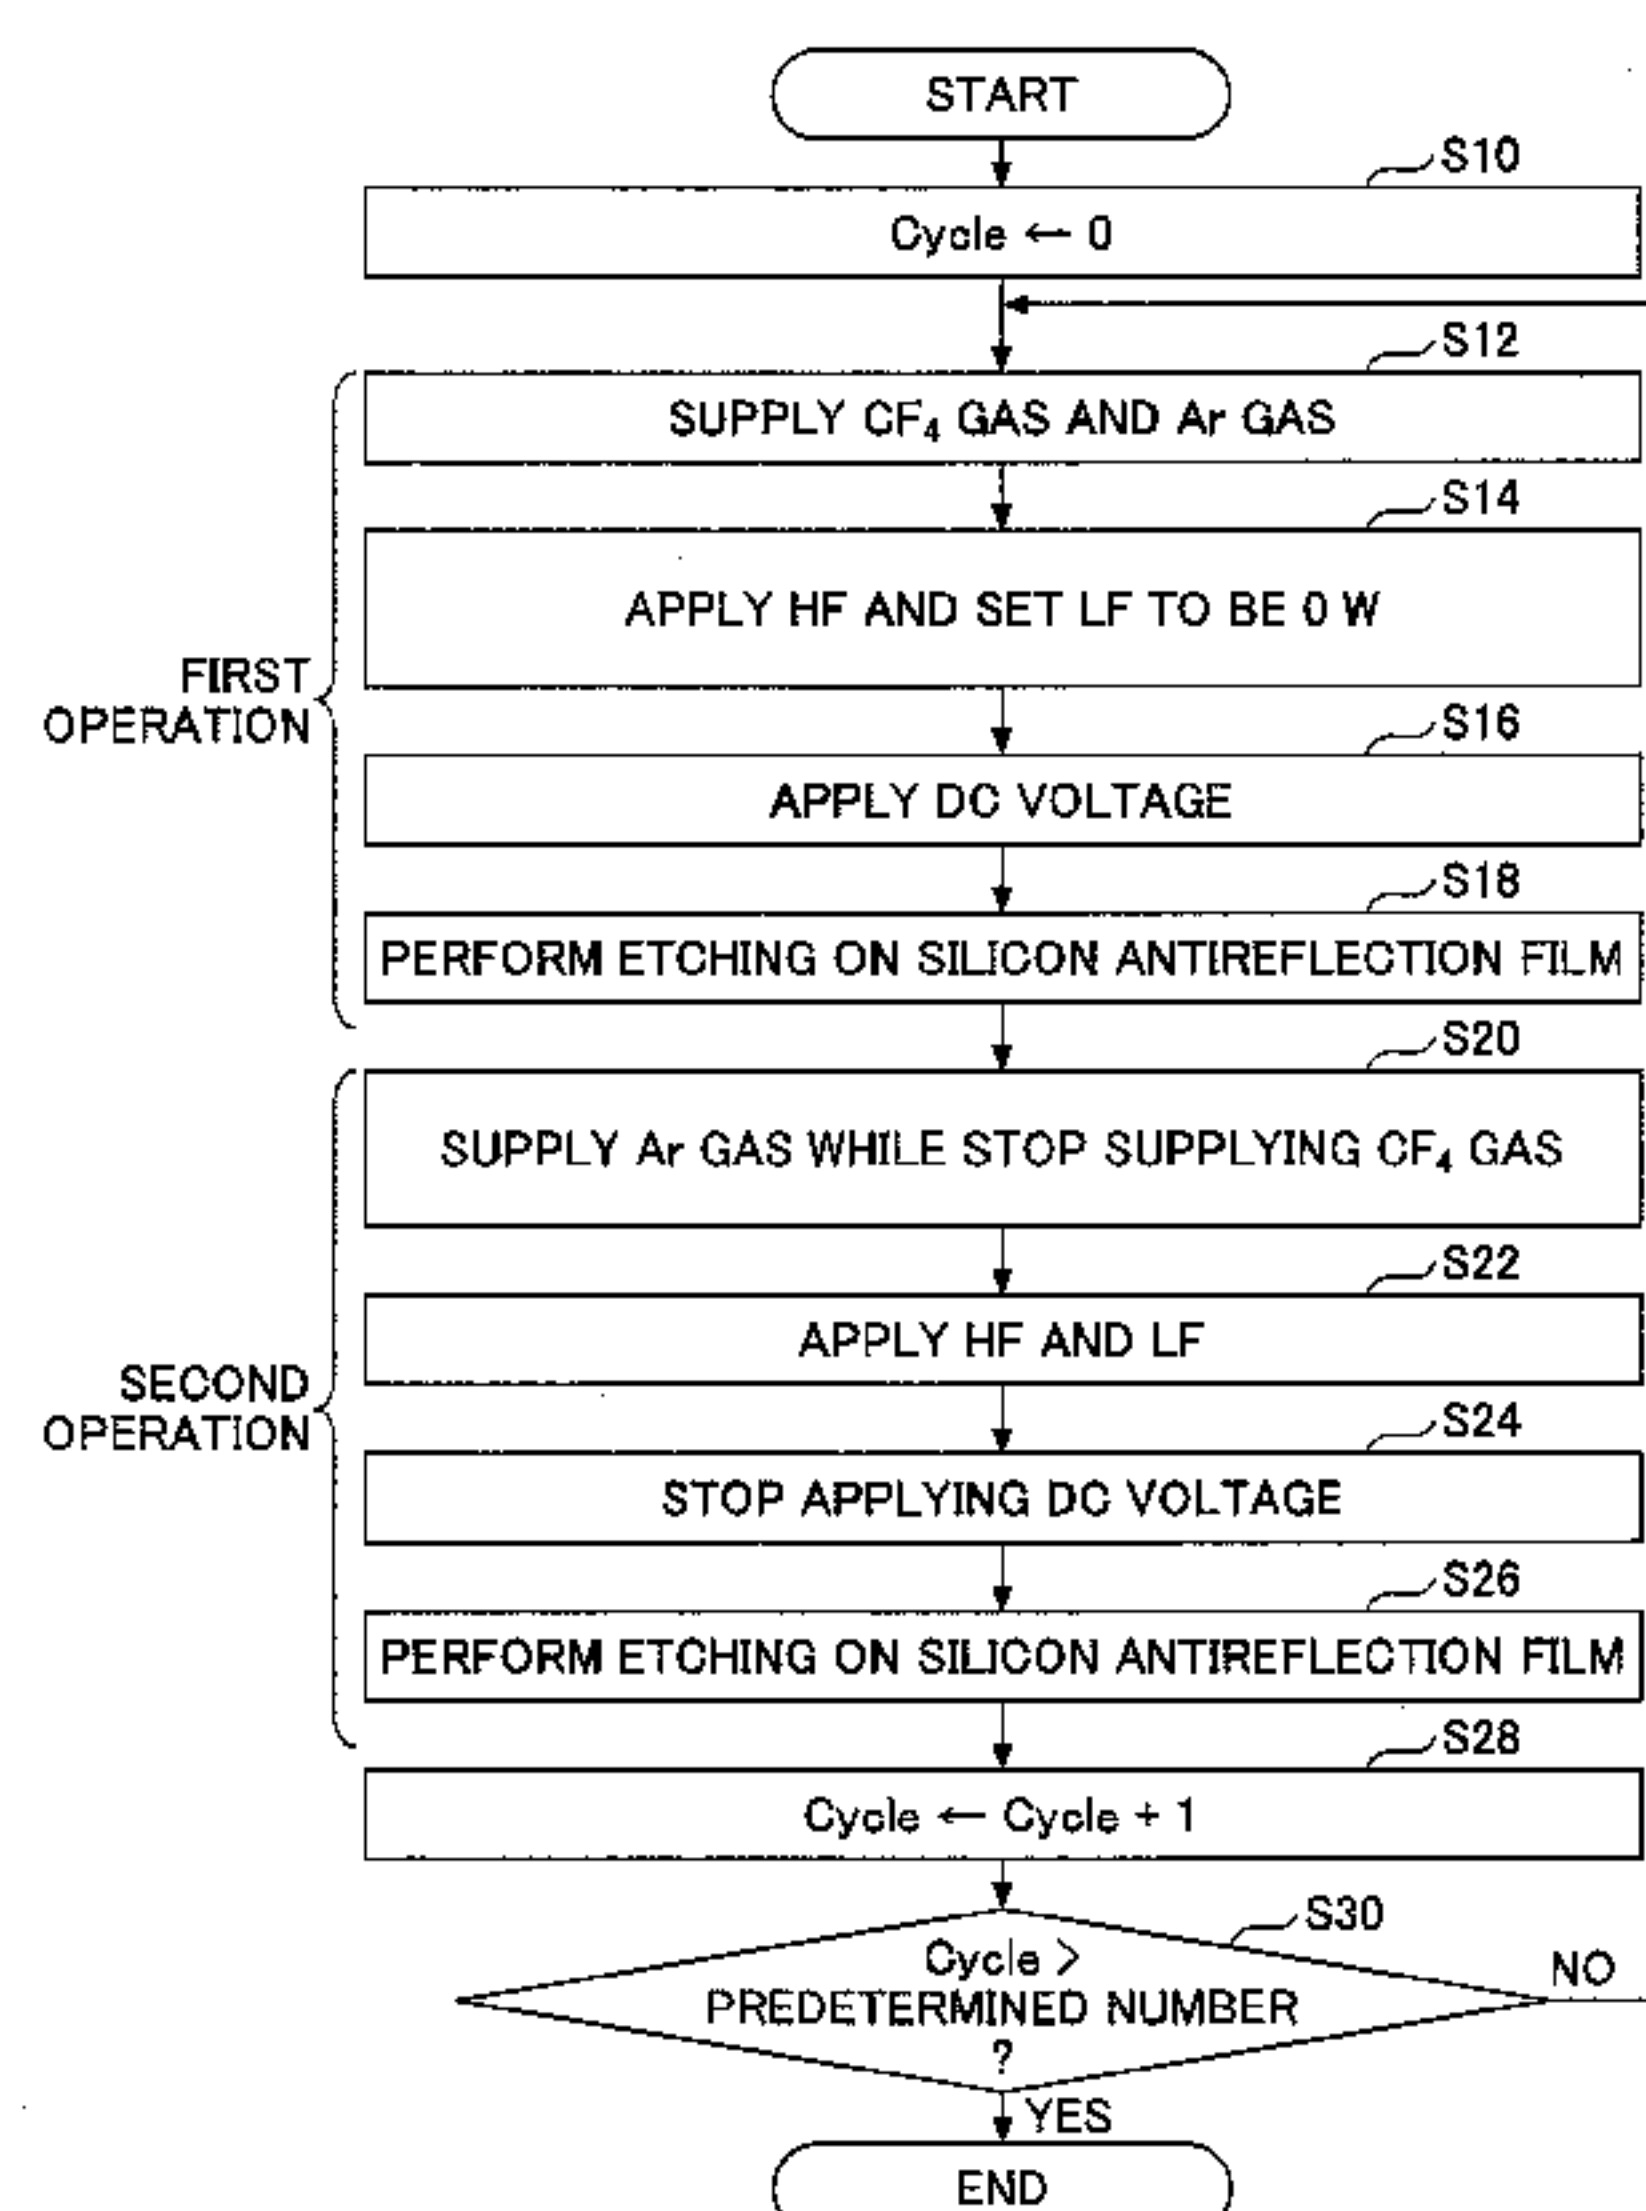 START
S10
Cycle ← 0
S12
SUPPLY CF₄ GAS AND Ar GAS
S14
APPLY HF AND SET LF TO BE 0 W
FIRST
OPERATION
S16
APPLY DC VOLTAGE
S18
PERFORM ETCHING ON SILICON ANTIREFLECTION FILM
S20
SUPPLY Ar GAS WHILE STOP SUPPLYING CF₄ GAS
S22
APPLY HF AND LF
SECOND
OPERATION
S24
STOP APPLYING DC VOLTAGE
S26
PERFORM ETCHING ON SILICON ANTIREFLECTION FILM
S28
Cycle ← Cycle + 1
S30
Cycle >
PREDETERMINED NUMBER
?
NO
YES
END